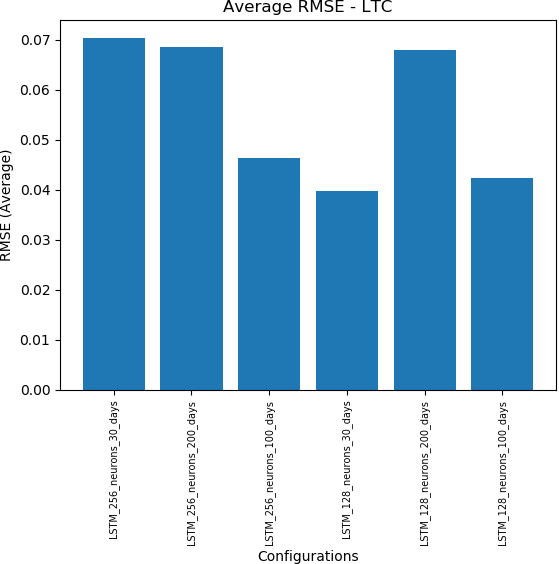 Average RMSE - LTC
RMSE (Average)
0.07
0.06
0.05
0.04
0.03
0.02
0.01
0.00
LSTM_256_neurons_30_days
LSTM_256_neurons_200_days
LSTM_256_neurons_100_days
LSTM_128_neurons_30_days
LSTM_128_neurons_200_days
LSTM_128_neurons_100_days
Configurations